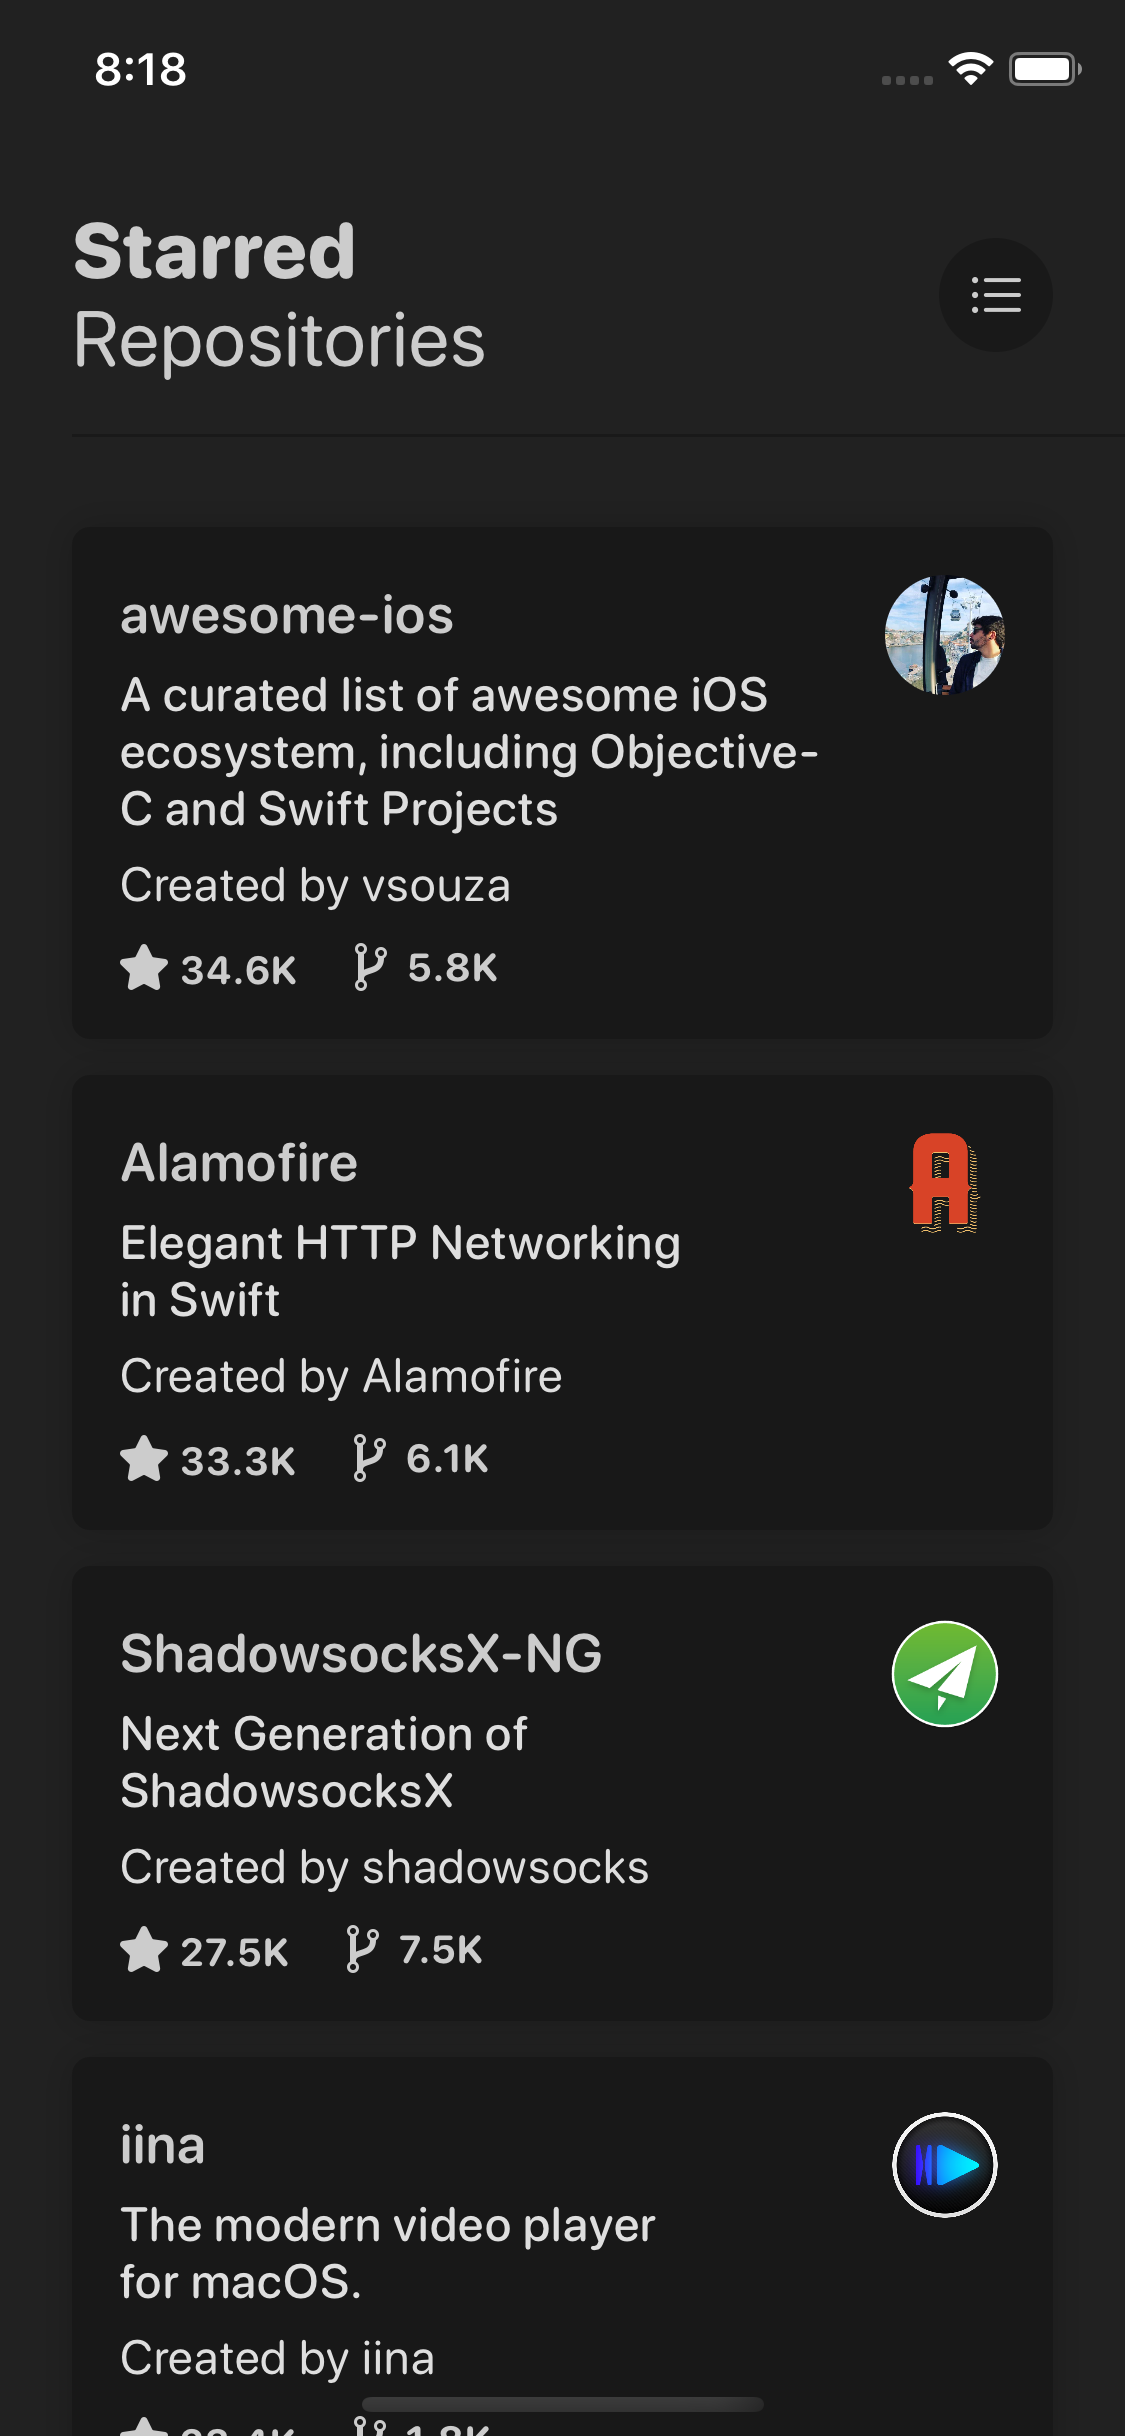 8:18
Starred
Repositories
awesome-ios
A curated list of awesome iOS
ecosystem, including Objective-
C and Swift Projects
Created by vsouza
34.6K 5.8K
Alamofire
Elegant HTTP Networking
in Swift
Created by Alamofire
33.3K 6.1K
ShadowsocksX-NG
Next Generation of
ShadowsocksX
Created by shadowsocks
27.5K 7.5K
iina
The modern video player
for macOS.
Created by iina